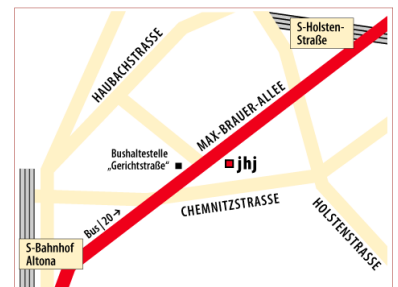 S-Holsten-
Straße
HAUBACHSTRASSE
MAX-BRAUER-ALLEE
Bushaltestelle
„Gerichtstraße“
jhj
CHEMNITZSTRASSE
HOLSTENSTRASSE
Bus | 20 →
S-Bahnhof
Altona